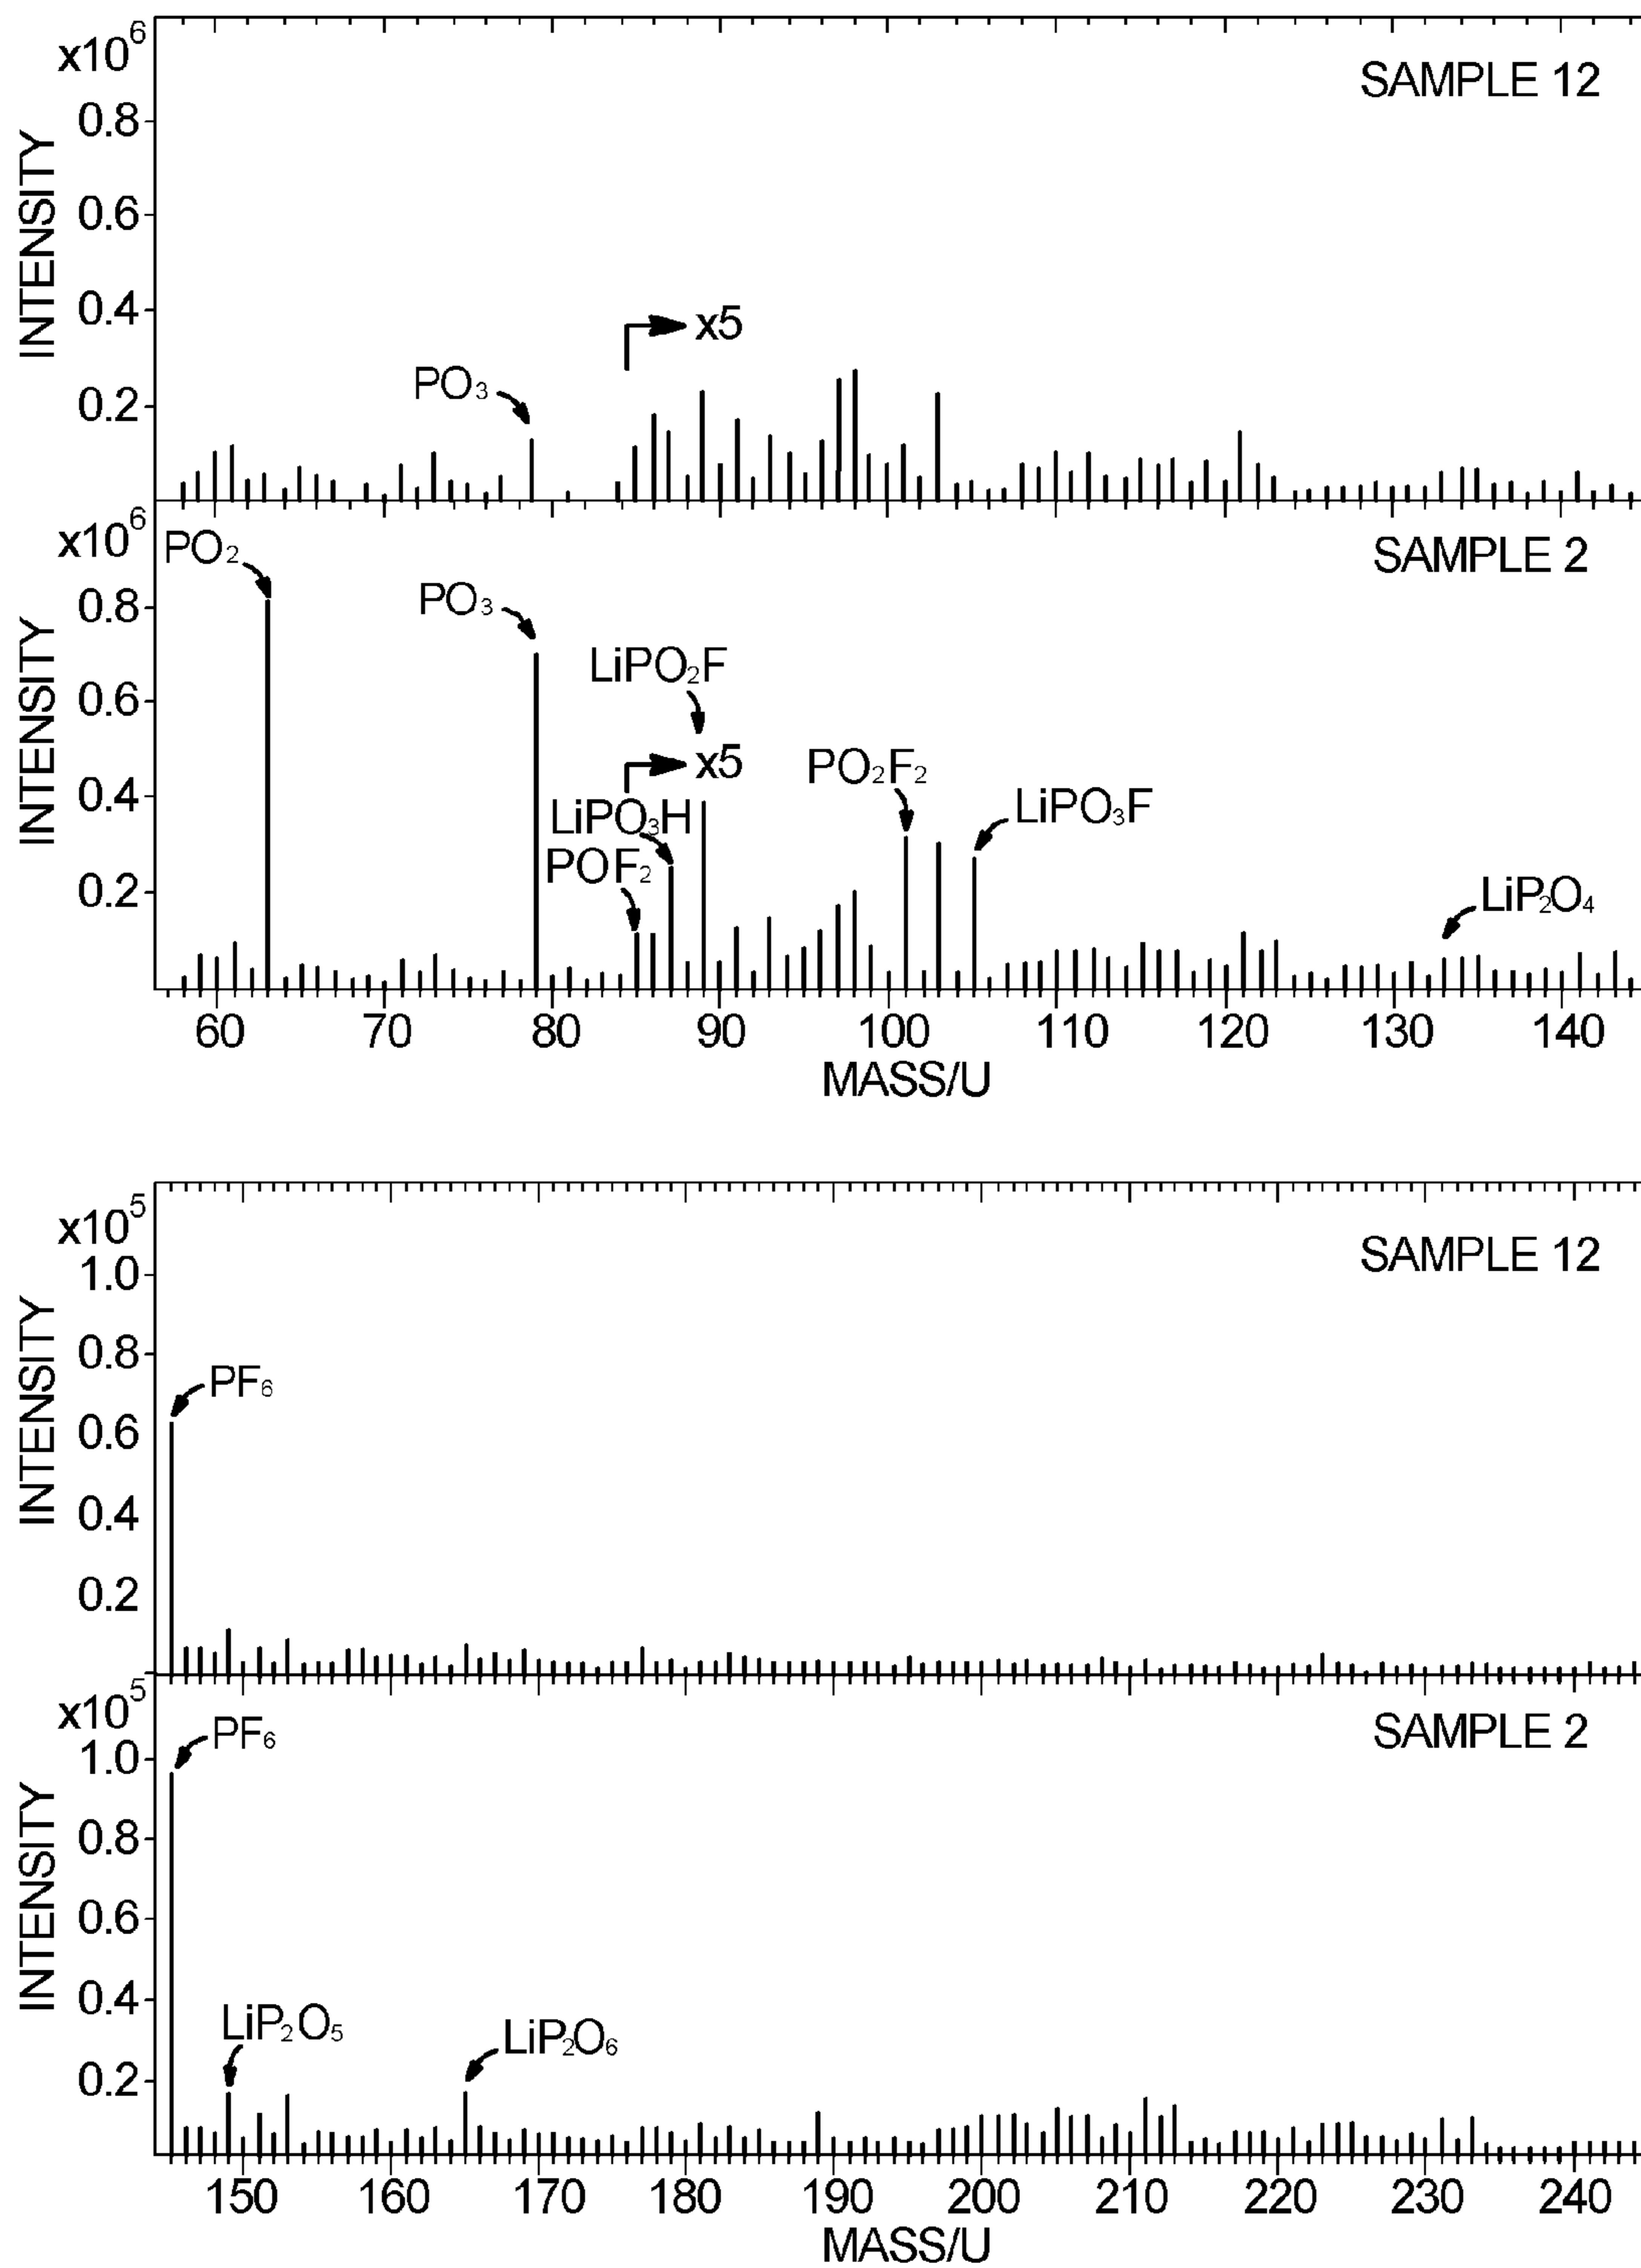 x10⁶
SAMPLE 12
0.8
0.6
0.4
0.2
INTENSITY
x5
PO₃
x10⁶
SAMPLE 2
0.8
0.6
0.4
0.2
INTENSITY
PO₂
PO₃
LiPO₂F
x5
LiPO₃H
POF₂
PO₂F₂
LiPO₃F
LiP₂O₄
60 70 80 90 100 110 120 130 140
MASS/U
x10⁵
SAMPLE 12
1.0
0.8
0.6
0.4
0.2
INTENSITY
PF₆
x10⁵
SAMPLE 2
1.0
0.8
0.6
0.4
0.2
INTENSITY
PF₆
LiP₂O₅
LiP₂O₆
150 160 170 180 190 200 210 220 230 240
MASS/U